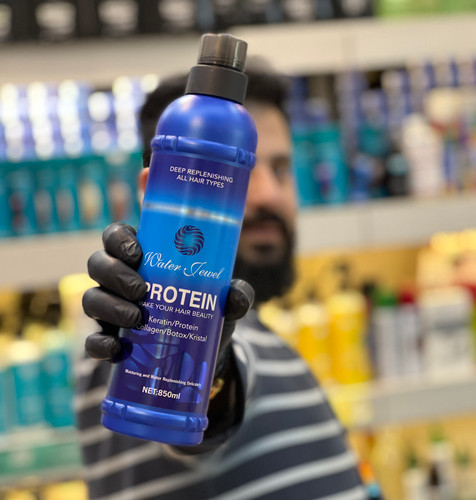 DEEP REPLENISHING
ALL HAIR TYPES
Water Jewel
PROTEIN
MAKE YOUR HAIR BEAUTY
Keratin/Protein
Collagen/Botox/Kristal
NET:850ml